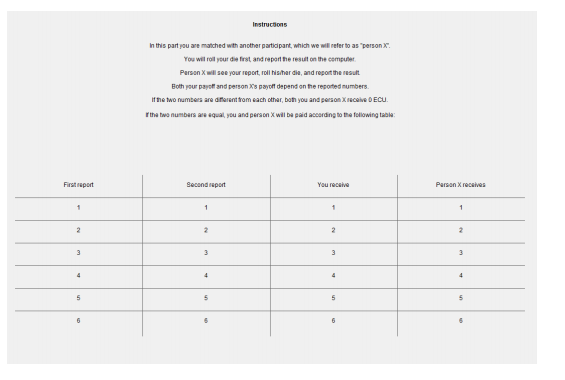 Instructions
In this part you are matched with another participant, which we will refer to as "person X".
You will roll your die first, and report the result on the computer.
Person X will see your report, roll his/her die, and report the result.
Both your payoff and person X's payoff depend on the reported numbers.
If the two numbers are different from each other, both you and person X receive 0 ECU.
If the two numbers are equal, you and person X will be paid according to the following table:
First report Second report You receive Person X receives
1 1 1 1
2 2 2 2
3 3 3 3
4 4 4 4
5 5 5 5
6 6 6 6